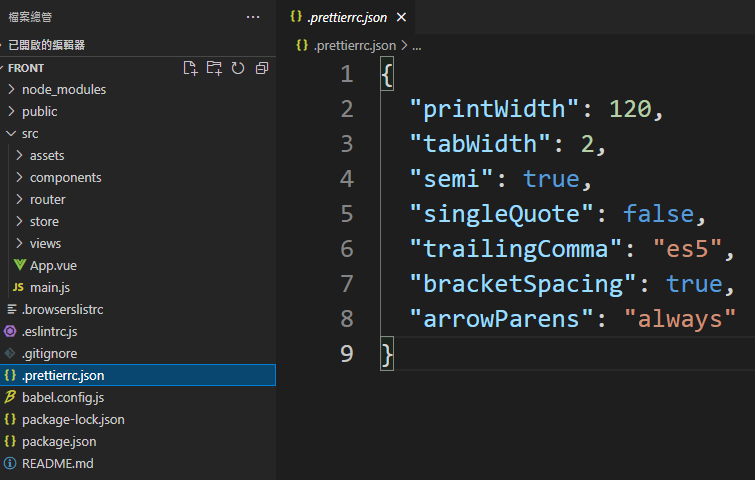 檔案總管
已開啟的編輯器
FRONT
node_modules
public
src
assets
components
router
store
views
App.vue
JS main.js
.browserslistrc
.eslintrc.js
.gitignore
{} .prettierrc.json
babel.config.js
{} package-lock.json
{} package.json
README.md
{} .prettierrc.json ×
{} .prettierrc.json > ...
1 {
2 "printWidth": 120,
3 "tabWidth": 2,
4 "semi": true,
5 "singleQuote": false,
6 "trailingComma": "es5",
7 "bracketSpacing": true,
8 "arrowParens": "always"
9 }